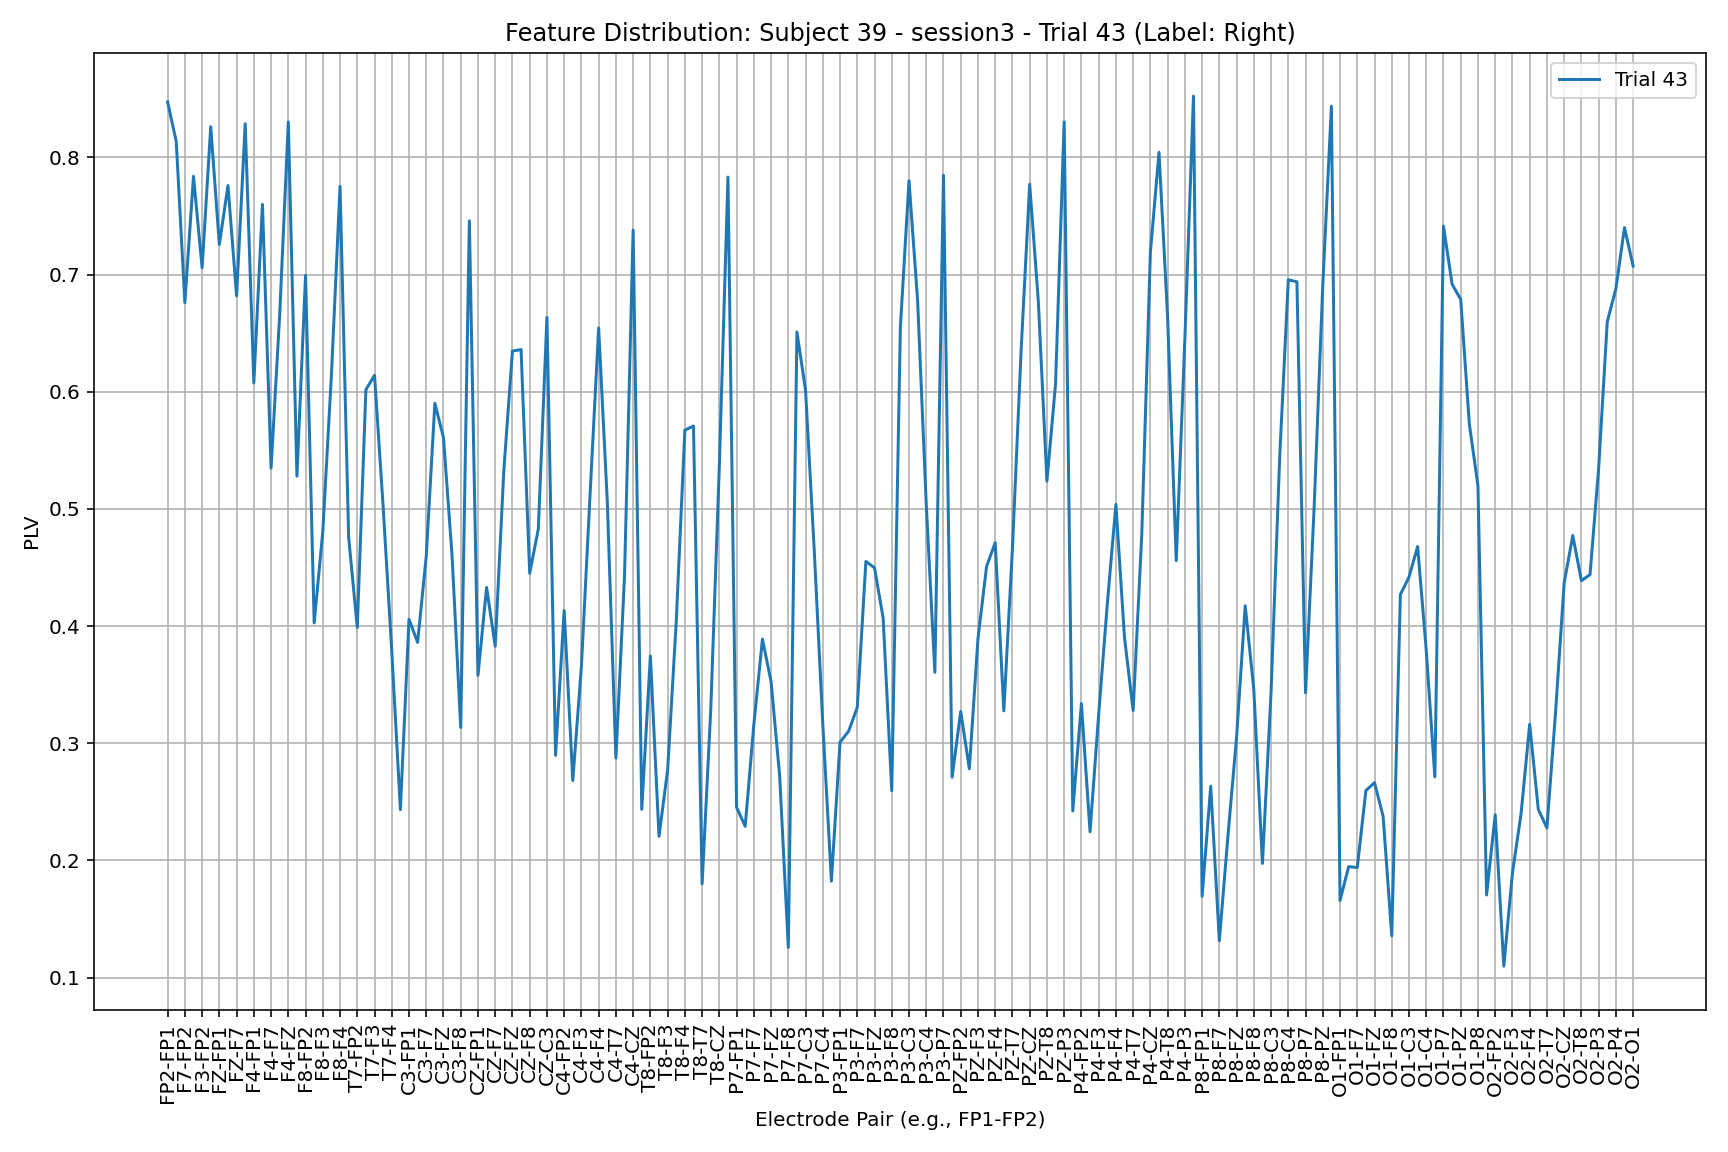 Feature Distribution: Subject 39 - session3 - Trial 43 (Label: Right)
Trial 43
PLV
0.8
0.7
0.6
0.5
0.4
0.3
0.2
0.1
FP2-FP1
F7-FP2
F3-FP2
FZ-FP1
FZ-F7
F4-FP1
F4-F7
F4-FZ
F8-FP2
F8-F3
F8-F4
T7-FP2
T7-F3
T7-F4
C3-FP1
C3-F7
C3-FZ
C3-F8
CZ-FP1
CZ-F7
CZ-FZ
CZ-F8
CZ-C3
C4-FP2
C4-F3
C4-F4
C4-T7
C4-CZ
T8-FP2
T8-F3
T8-F4
T8-T7
T8-CZ
P7-FP1
P7-F7
P7-FZ
P7-F8
P7-C3
P7-C4
P3-FP1
P3-F7
P3-FZ
P3-F8
P3-C3
P3-C4
P3-P7
PZ-FP2
PZ-F3
PZ-F4
PZ-T7
PZ-CZ
PZ-T8
PZ-P3
P4-FP2
P4-F3
P4-F4
P4-T7
P4-CZ
P4-T8
P4-P3
P8-FP1
P8-F7
P8-FZ
P8-F8
P8-C3
P8-C4
P8-P7
P8-PZ
O1-FP1
O1-F7
O1-FZ
O1-F8
O1-C3
O1-C4
O1-P7
O1-PZ
O1-P8
O2-FP2
O2-F3
O2-F4
O2-T7
O2-CZ
O2-T8
O2-P3
O2-P4
O2-O1
Electrode Pair (e.g., FP1-FP2)